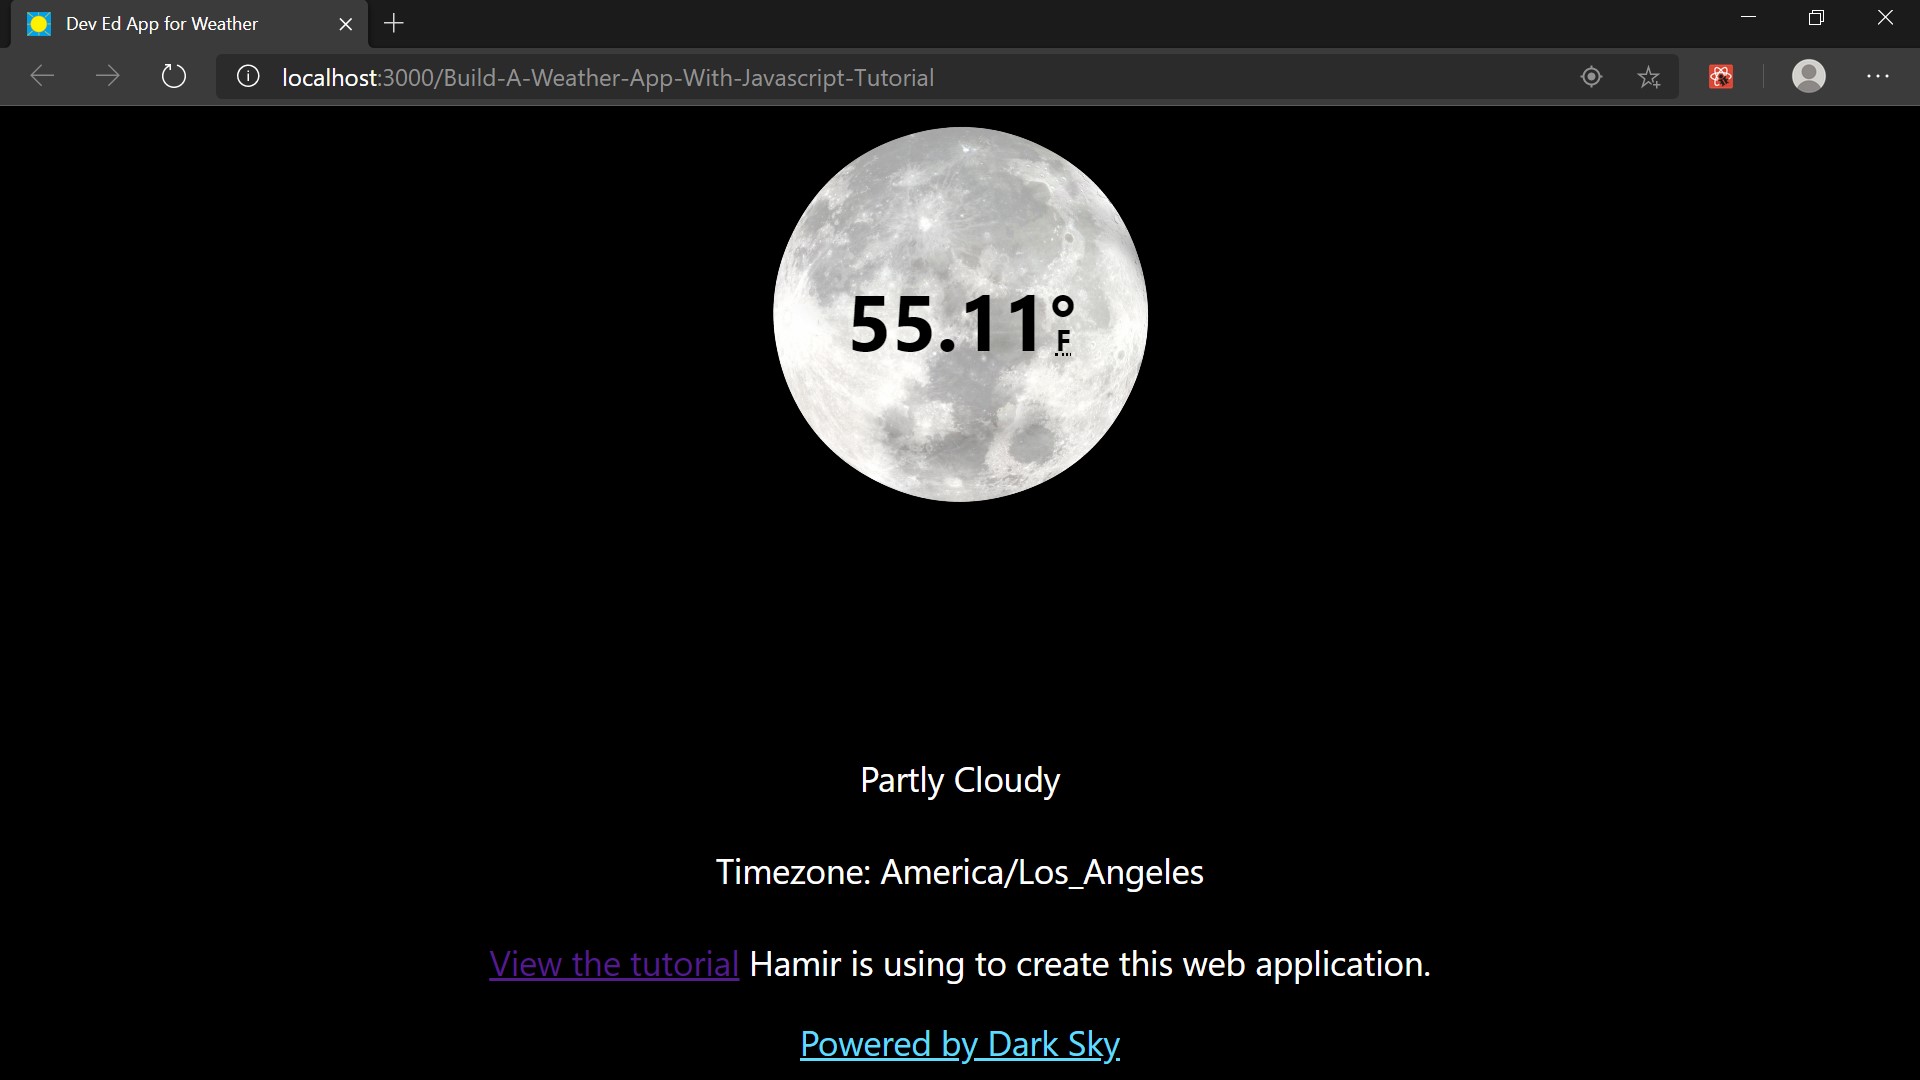 Dev Ed App for Weather
localhost:3000/Build-A-Weather-App-With-Javascript-Tutorial
55.11°F
Partly Cloudy
Timezone: America/Los_Angeles
View the tutorial Hamir is using to create this web application.
Powered by Dark Sky